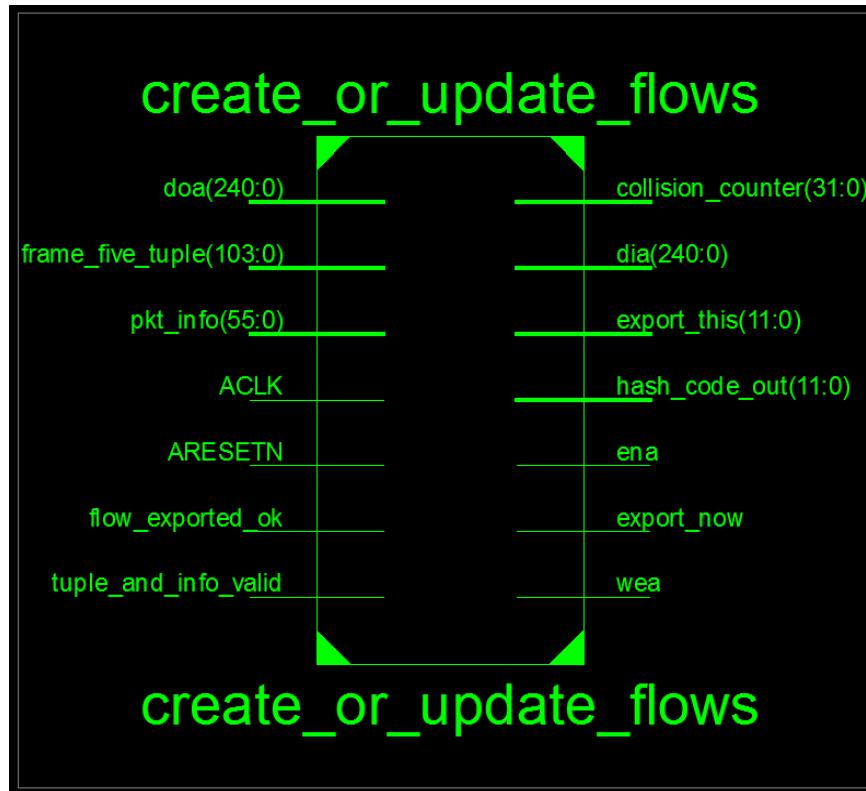 create_or_update_flows
doa(240:0)
collision_counter(31:0)
frame_five_tuple(103:0)
dia(240:0)
pkt_info(55:0)
export_this(11:0)
ACLK
hash_code_out(11:0)
ARESETN
ena
flow_exported_ok
export_now
tuple_and_info_valid
wea
create_or_update_flows